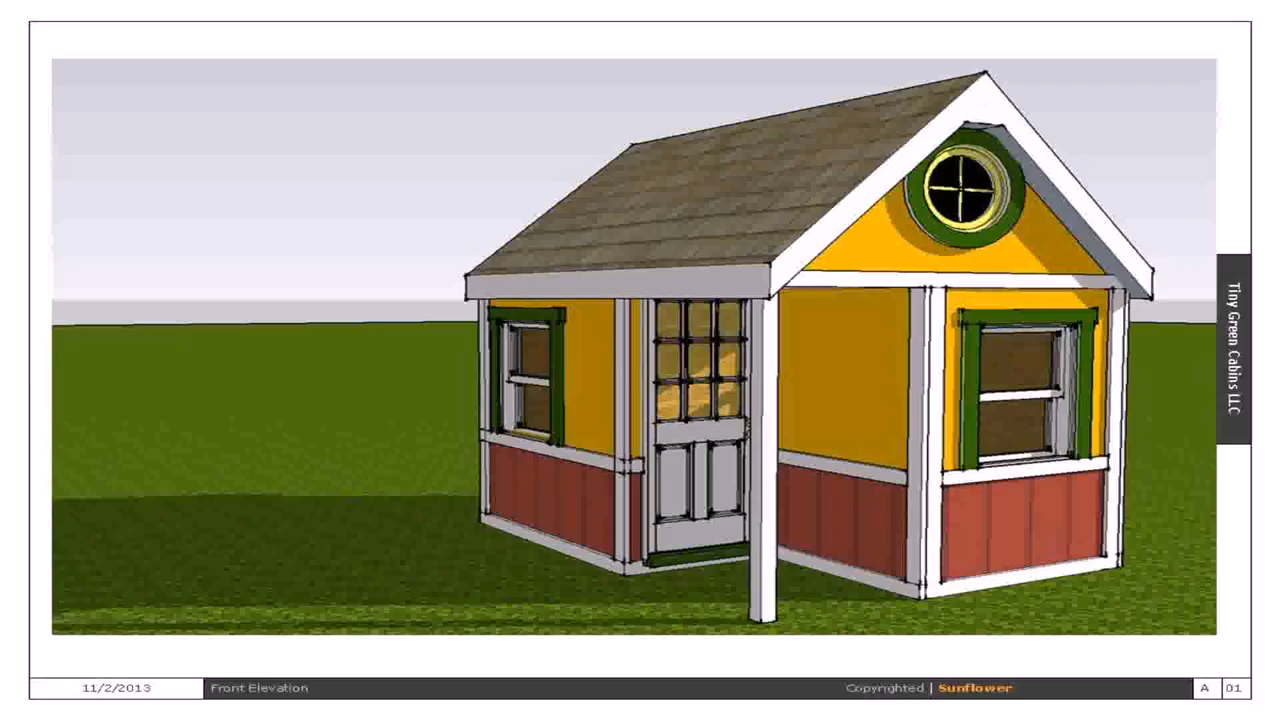 Tiny Green Cabins LLC
11/2/2013
Front Elevation
Copyrighted | Sunflower
A
01